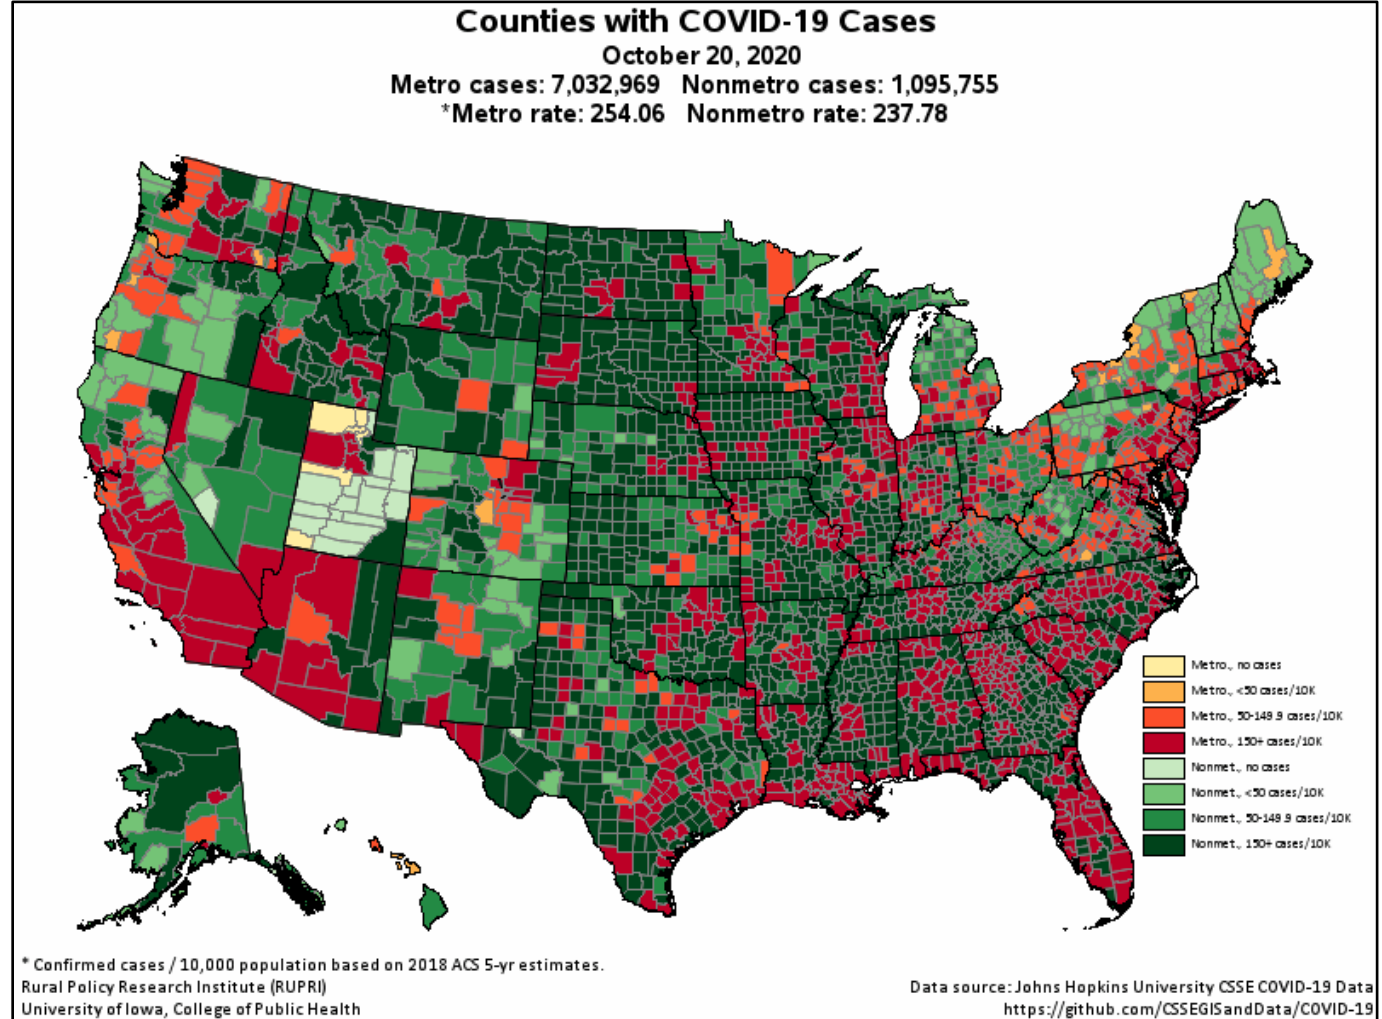 Counties with COVID-19 Cases
October 20, 2020
Metro cases: 7,032,969 Nonmetro cases: 1,095,755
*Metro rate: 254.06 Nonmetro rate: 237.78
Metro., no cases
Metro., <50 cases/10K
Metro., 50-149.9 cases/10K
Metro., 150+ cases/10K
Nonmet., no cases
Nonmet., <50 cases/10K
Nonmet., 50-149.9 cases/10K
Nonmet., 150+ cases/10K
* Confirmed cases / 10,000 population based on 2018 ACS 5-yr estimates.
Rural Policy Research Institute (RUPRI)
University of Iowa, College of Public Health
Data source: Johns Hopkins University CSSE COVID-19 Data
https://github.com/CSSEGISandData/COVID-19